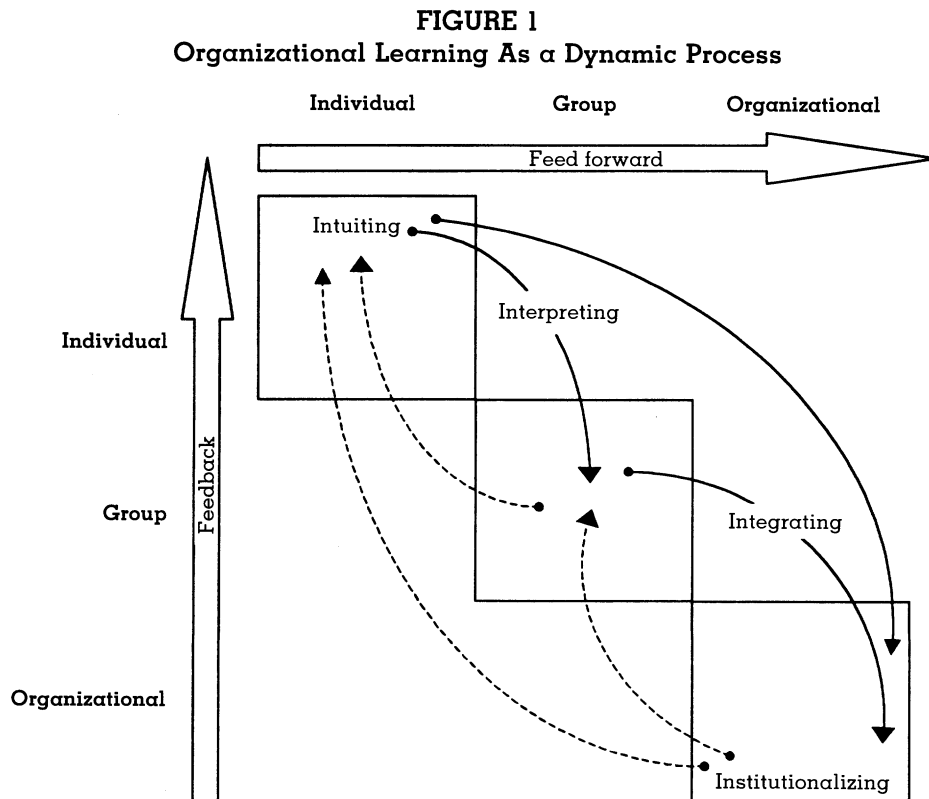 FIGURE 1
Organizational Learning As a Dynamic Process
Individual
Group
Organizational
Feed forward
Intuiting
Interpreting
Individual
Feedback
Group
Integrating
Organizational
Institutionalizing